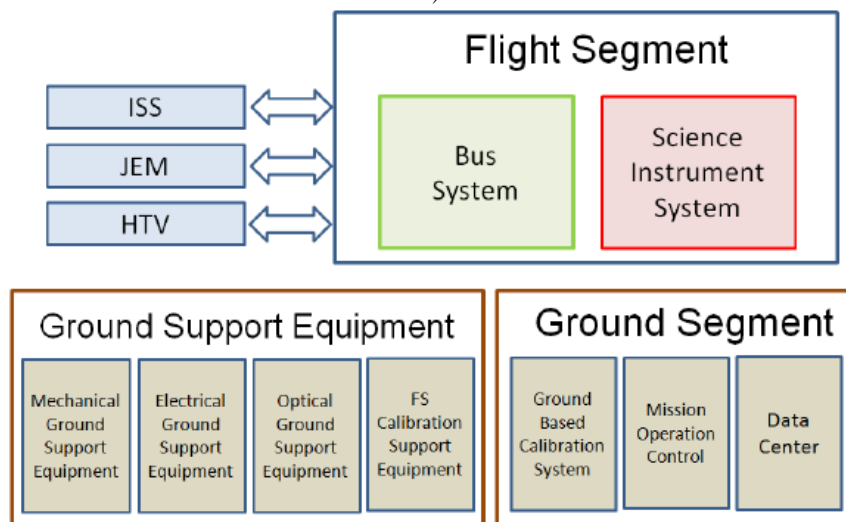 Flight Segment
ISS
JEM
HTV
Bus
System
Science
Instrument
System
Ground Support Equipment
Mechanical
Ground
Support
Equipment
Electrical
Ground
Support
Equipment
Optical
Ground
Support
Equipment
FS
Calibration
Support
Equipment
Ground Segment
Ground
Based
Calibration
System
Mission
Operation
Control
Data
Center